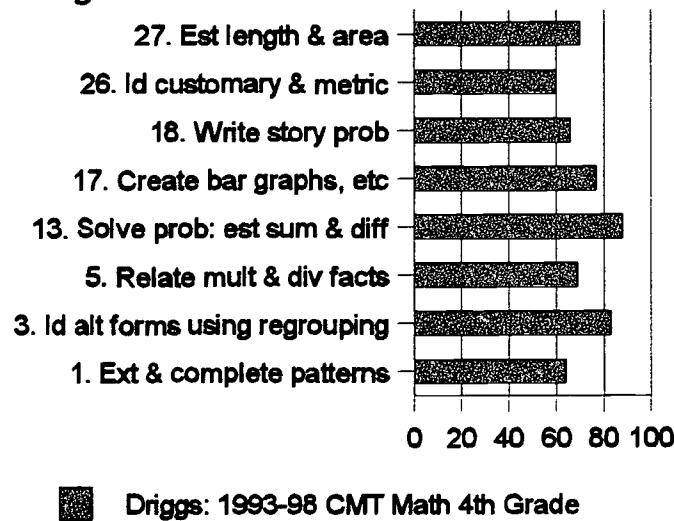 27. Est length & area
26. Id customary & metric
18. Write story prob
17. Create bar graphs, etc
13. Solve prob: est sum & diff
5. Relate mult & div facts
3. Id alt forms using regrouping
1. Ext & complete patterns
0 20 40 60 80 100
Driggs: 1993-98 CMT Math 4th Grade